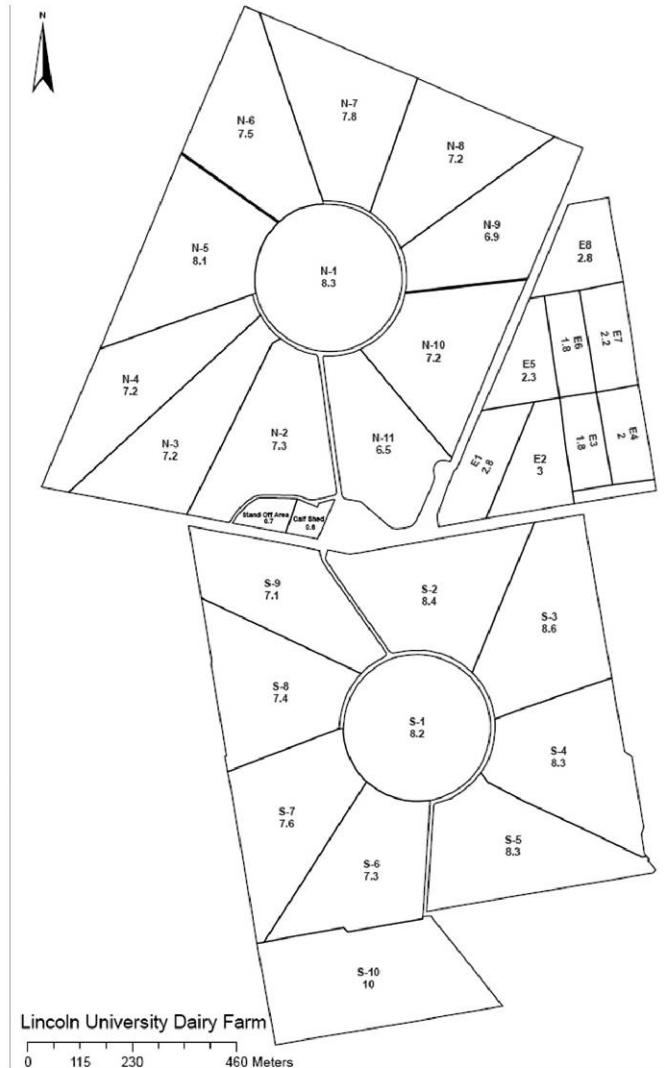 N
N-7
7.8
N-6
7.5
N-8
7.2
N-9
6.9
N-5
8.1
N-1
8.3
N-10
7.2
N-4
7.2
N-3
7.2
N-2
7.3
N-11
6.5
E8
2.8
E7
2.2
E6
1.8
E5
2.3
E4
2
E3
1.8
E2
3
E1
2.8
Stand Off Area
0.7
Calf Shed
0.6
S-9
7.1
S-2
8.4
S-3
8.6
S-8
7.4
S-1
8.2
S-4
8.3
S-7
7.6
S-6
7.3
S-5
8.3
S-10
10
Lincoln University Dairy Farm
0 115 230 460 Meters